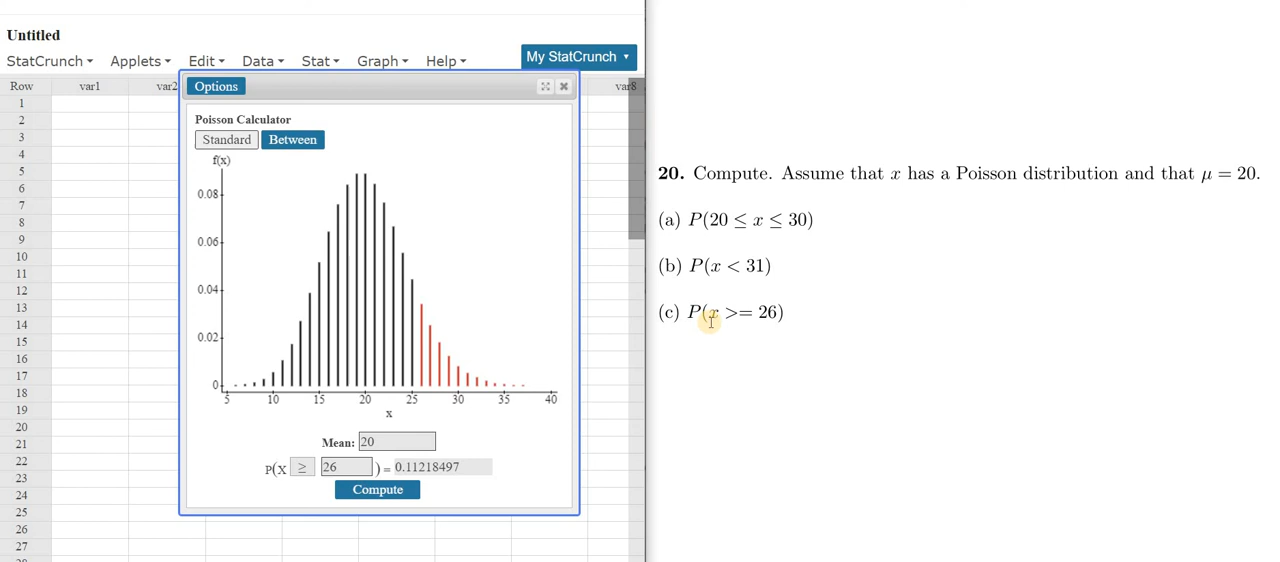 Untitled
StatCrunch Applets Edit Data Stat Graph Help My StatCrunch
Row var1 var2 var8
Options
1
2
3
4
5
6
7
8
9
10
11
12
13
14
15
16
17
18
19
20
21
22
23
24
25
26
27
28
Poisson Calculator
Standard Between
f(x)
0.08
0.06
0.04
0.02
0
5 10 15 20 25 30 35 40
x
Mean: 20
P(X ≥ 26 ) = 0.11218497
Compute
20. Compute. Assume that x has a Poisson distribution and that μ = 20.
(a) P(20 ≤ x ≤ 30)
(b) P(x < 31)
(c) P(x >= 26)